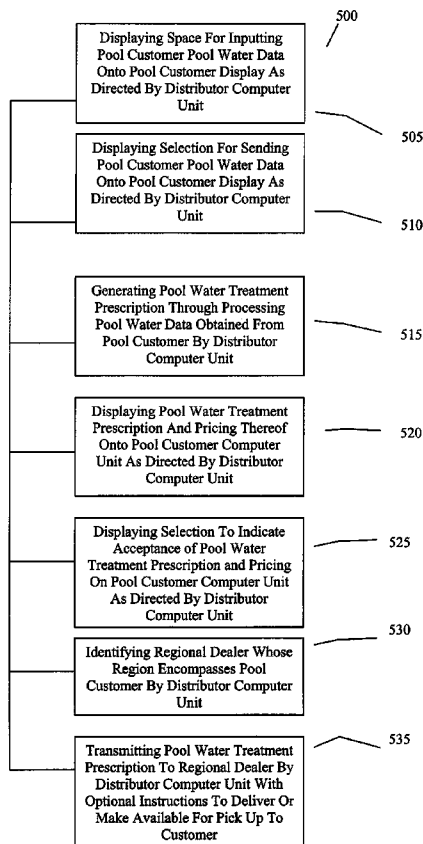 500
Displaying Space For Inputting
Pool Customer Pool Water Data
Onto Pool Customer Display As
Directed By Distributor Computer
Unit
505
Displaying Selection For Sending
Pool Customer Pool Water Data
Onto Pool Customer Display As
Directed By Distributor Computer
Unit
510
Generating Pool Water Treatment
Prescription Through Processing
Pool Water Data Obtained From
Pool Customer By Distributor
Computer Unit
515
Displaying Pool Water Treatment
Prescription And Pricing Thereof
Onto Pool Customer Computer
Unit As Directed By Distributor
Computer Unit
520
Displaying Selection To Indicate
Acceptance of Pool Water
Treatment Prescription and Pricing
On Pool Customer Computer Unit
As Directed By Distributor
Computer Unit
525
Identifying Regional Dealer Whose
Region Encompasses Pool
Customer By Distributor Computer
Unit
530
Transmitting Pool Water Treatment
Prescription To Regional Dealer By
Distributor Computer Unit With
Optional Instructions To Deliver Or
Make Available For Pick Up To
Customer
535